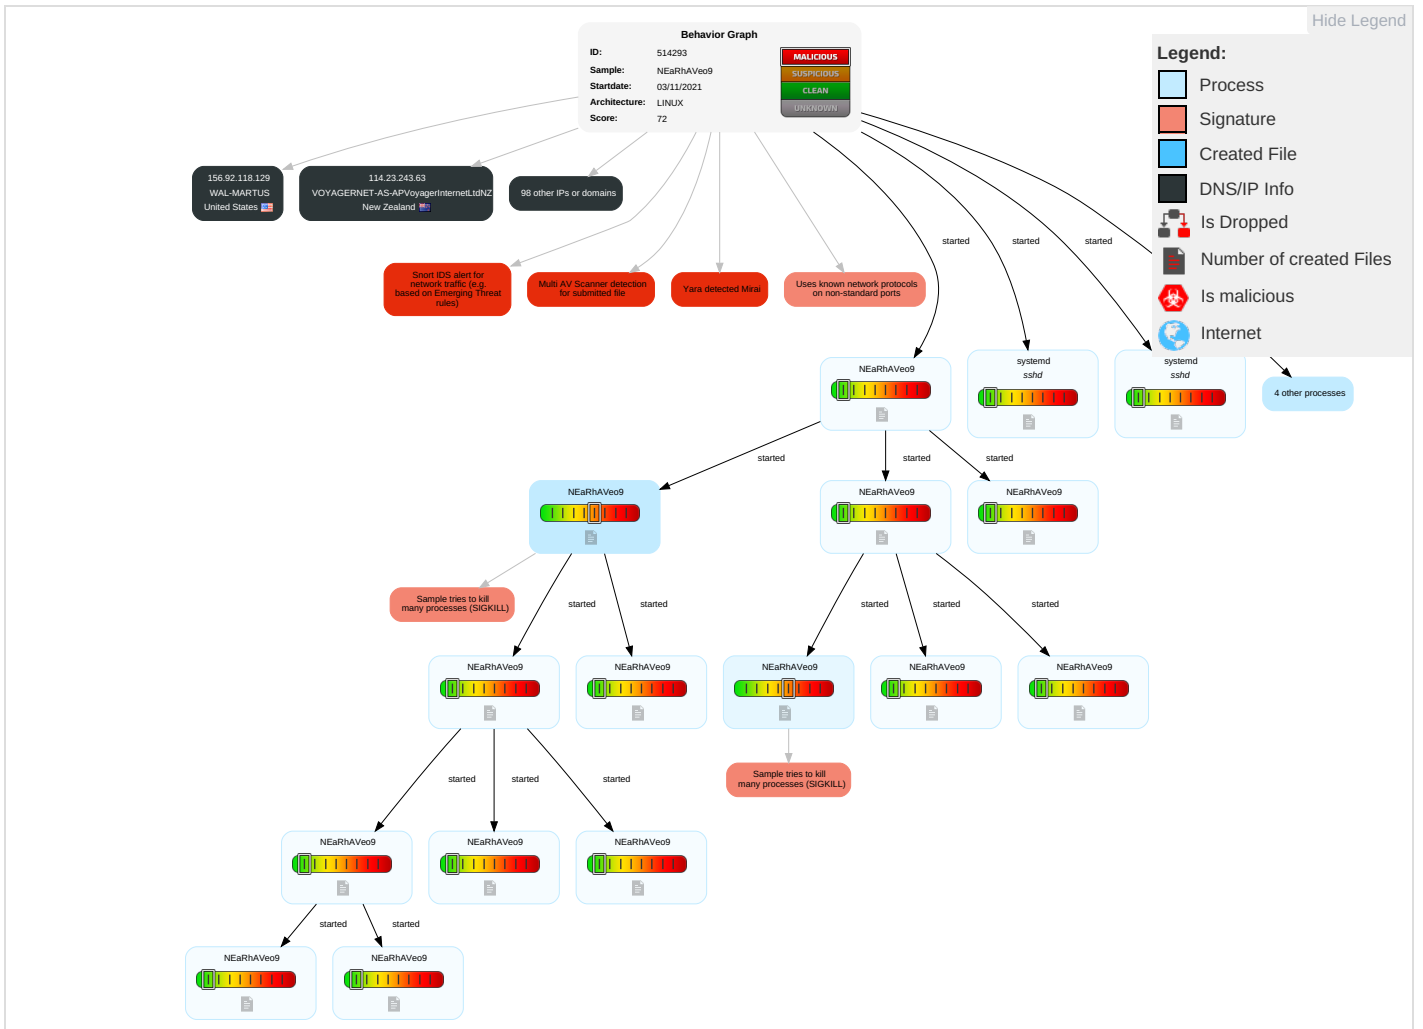 Hide Legend
Behavior Graph
ID: 514293
Sample: NEaRhAVeo9
Startdate: 03/11/2021
Architecture: LINUX
Score: 72
MALICIOUS
SUSPICIOUS
CLEAN
UNKNOWN
Legend:
Process
Signature
Created File
DNS/IP Info
Is Dropped
Number of created Files
Is malicious
Internet
156.92.118.129
WAL-MARTUS
United States
114.23.243.63
VOYAGERNET-AS-APVoyagerInternetLtdNZ
New Zealand
98 other IPs or domains
started
started
started
Snort IDS alert for
network traffic (e.g.
based on Emerging Threat
rules)
Multi AV Scanner detection
for submitted file
Yara detected Mirai
Uses known network protocols
on non-standard ports
NEaRhAVeo9
systemd
sshd
systemd
sshd
4 other processes
started
started
started
NEaRhAVeo9
NEaRhAVeo9
NEaRhAVeo9
Sample tries to kill
many processes (SIGKILL)
started
started
started
started
started
NEaRhAVeo9
NEaRhAVeo9
NEaRhAVeo9
NEaRhAVeo9
NEaRhAVeo9
started
started
started
Sample tries to kill
many processes (SIGKILL)
NEaRhAVeo9
NEaRhAVeo9
NEaRhAVeo9
started
started
NEaRhAVeo9
NEaRhAVeo9